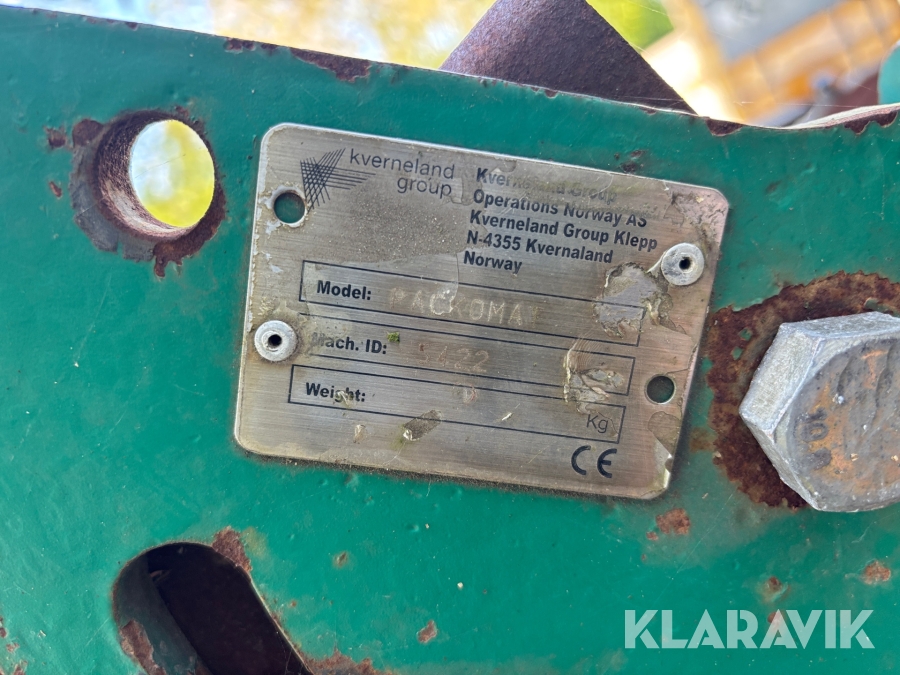 kverneland
group
Kverneland Group
Operations Norway AS
Kverneland Group Klepp
N-4355 Kvernaland
Norway
Model: PACKOMAT
Mach. ID:
Weight: Kg
CE
KLARAVIK